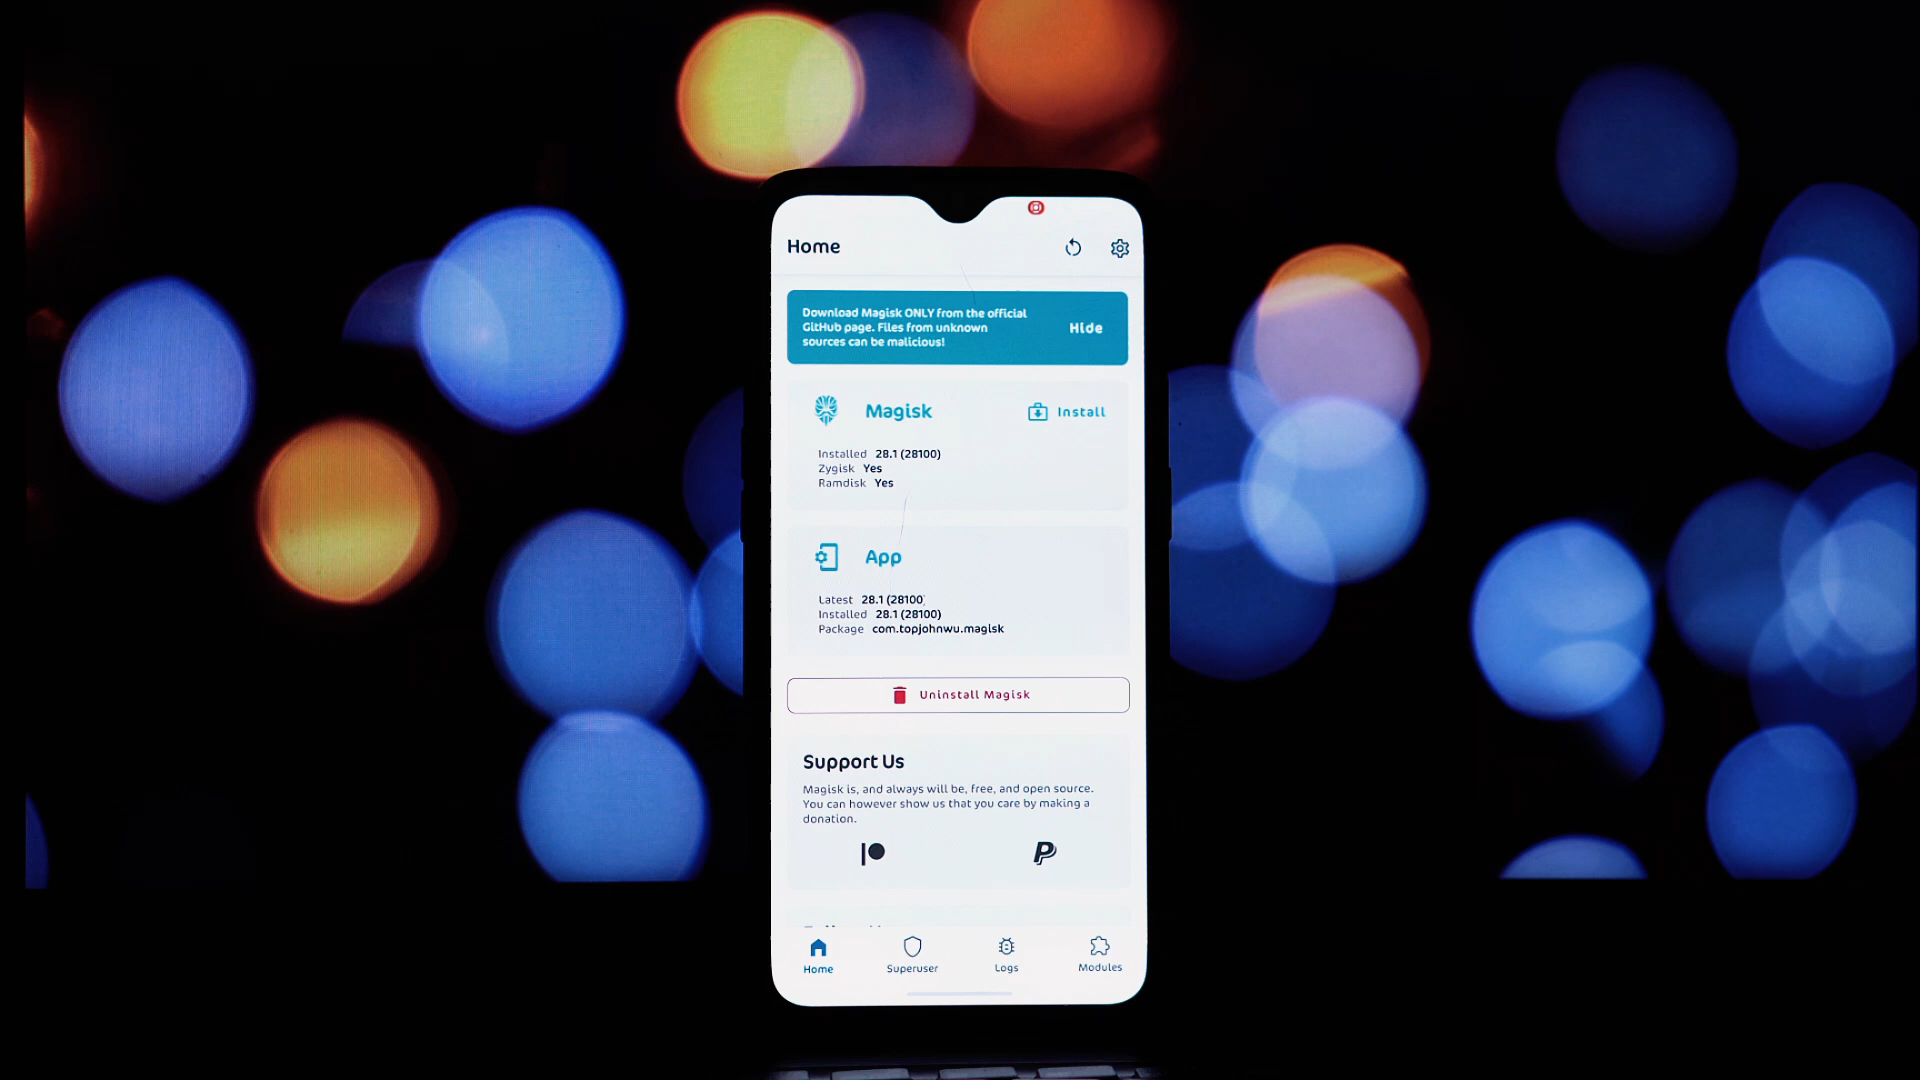 Home
Download Magisk ONLY from the official
GitHub page. Files from unknown
sources can be malicious!
Hide
Magisk
Install
Installed 28.1 (28100)
Zygisk Yes
Ramdisk Yes
App
Latest 28.1 (28100)
Installed 28.1 (28100)
Package com.topjohnwu.magisk
Uninstall Magisk
Support Us
Magisk is, and always will be, free, and open source.
You can however show us that you care by making a
donation.
Home
Superuser
Logs
Modules